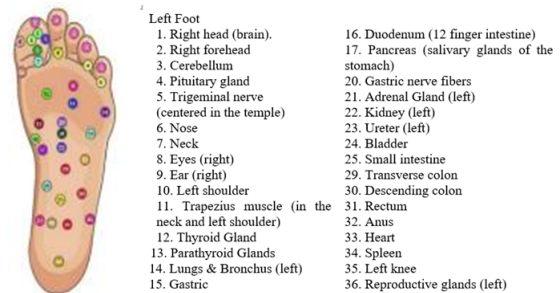 Left Foot
1. Right head (brain).
2. Right forehead
3. Cerebellum
4. Pituitary gland
5. Trigeminal nerve
(centered in the temple)
6. Nose
7. Neck
8. Eyes (right)
9. Ear (right)
10. Left shoulder
11. Trapezius muscle (in the
neck and left shoulder)
12. Thyroid Gland
13. Parathyroid Glands
14. Lungs & Bronchus (left)
15. Gastric
16. Duodenum (12 finger intestine)
17. Pancreas (salivary glands of the
stomach)
20. Gastric nerve fibers
21. Adrenal Gland (left)
22. Kidney (left)
23. Ureter (left)
24. Bladder
25. Small intestine
29. Transverse colon
30. Descending colon
31. Rectum
32. Anus
33. Heart
34. Spleen
35. Left knee
36. Reproductive glands (left)